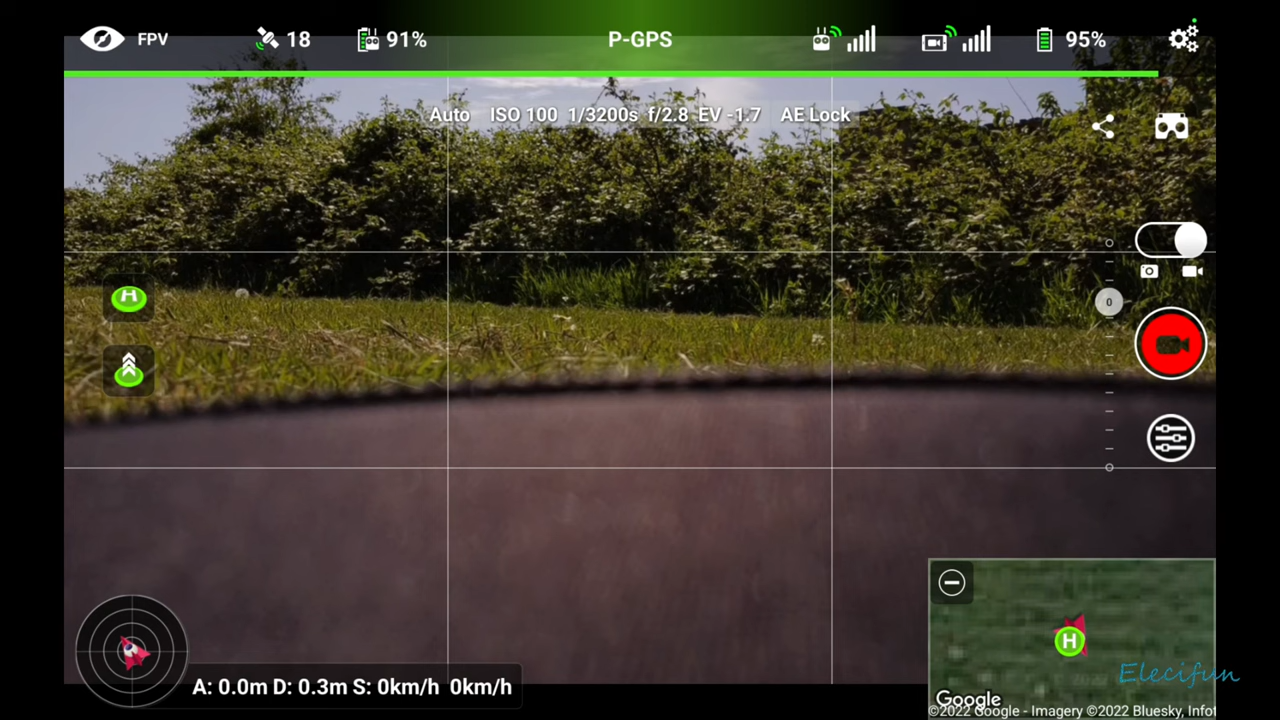 FPV 18 91% P-GPS 95%
Auto ISO 100 1/3200s f/2.8 EV -1.7 AE Lock
H
0
A: 0.0m D: 0.3m S: 0km/h 0km/h
H
Elecifun
Google
©2022 Google - Imagery ©2022 Bluesky, Infot